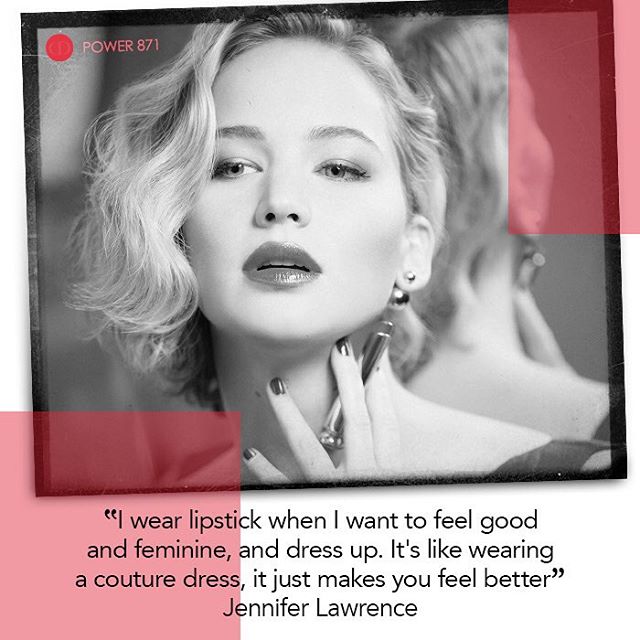 POWER 871
“I wear lipstick when I want to feel good
and feminine, and dress up. It's like wearing
a couture dress, it just makes you feel better”
Jennifer Lawrence